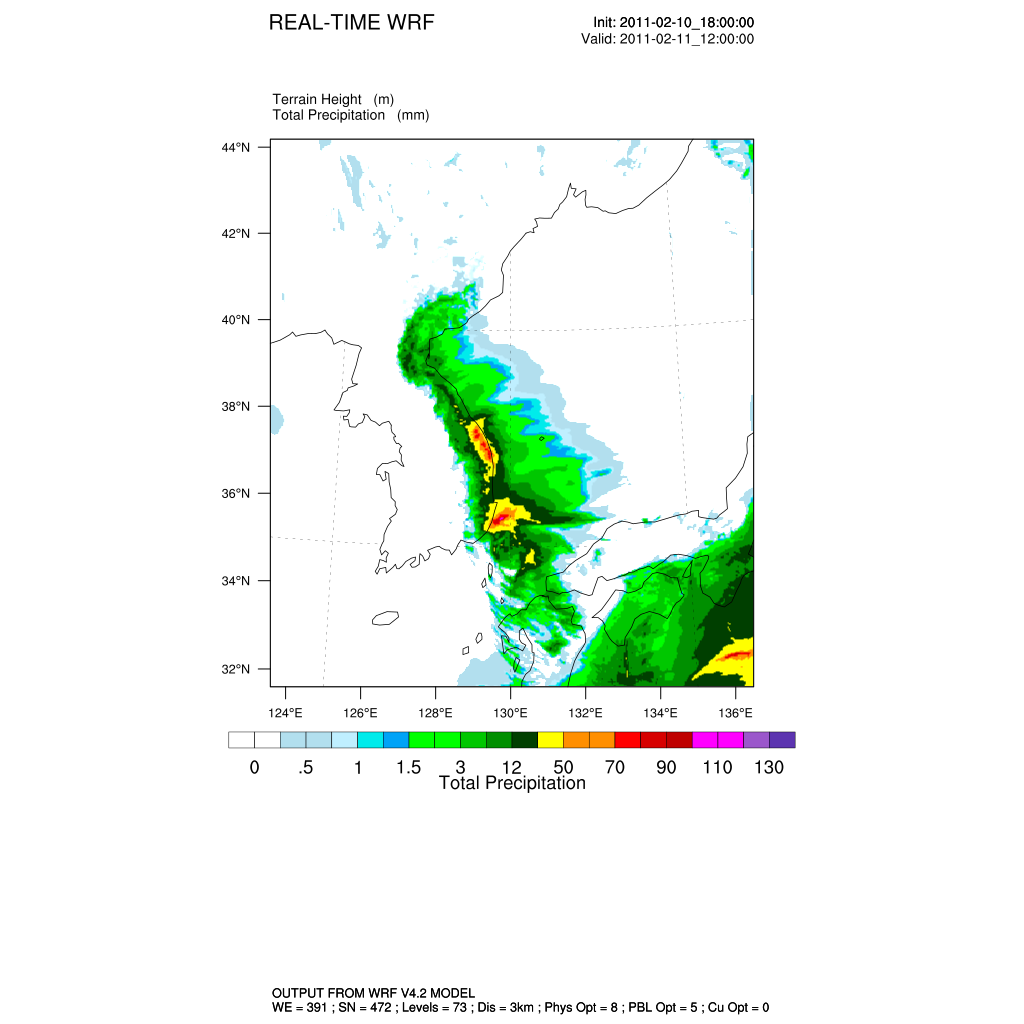 REAL-TIME WRF
Init: 2011-02-10_18:00:00
Valid: 2011-02-11_12:00:00
Terrain Height (m)
Total Precipitation (mm)
44°N
42°N
40°N
38°N
36°N
34°N
32°N
124°E 126°E 128°E 130°E 132°E 134°E 136°E
0 .5 1 1.5 3 12 50 70 90 110 130
Total Precipitation
OUTPUT FROM WRF V4.2 MODEL
WE = 391 ; SN = 472 ; Levels = 73 ; Dis = 3km ; Phys Opt = 8 ; PBL Opt = 5 ; Cu Opt = 0